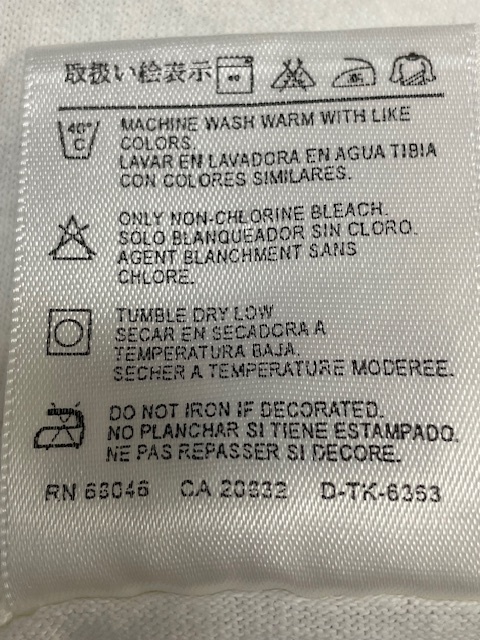 取扱い絵表示
40
40°
C
MACHINE WASH WARM WITH LIKE
COLORS.
LAVAR EN LAVADORA EN AGUA TIBIA
CON COLORES SIMILARES.
ONLY NON-CHLORINE BLEACH.
SOLO BLANQUEADOR SIN CLORO.
AGENT BLANCHMENT SANS
CHLORE.
TUMBLE DRY LOW
SECAR EN SECADORA A
TEMPERATURA BAJA.
SECHER A TEMPERATURE MODEREE.
DO NOT IRON IF DECORATED.
NO PLANCHAR SI TIENE ESTAMPADO.
NE PAS REPASSER SI DECORE.
RN 68046 CA 20832 D-TK-6363